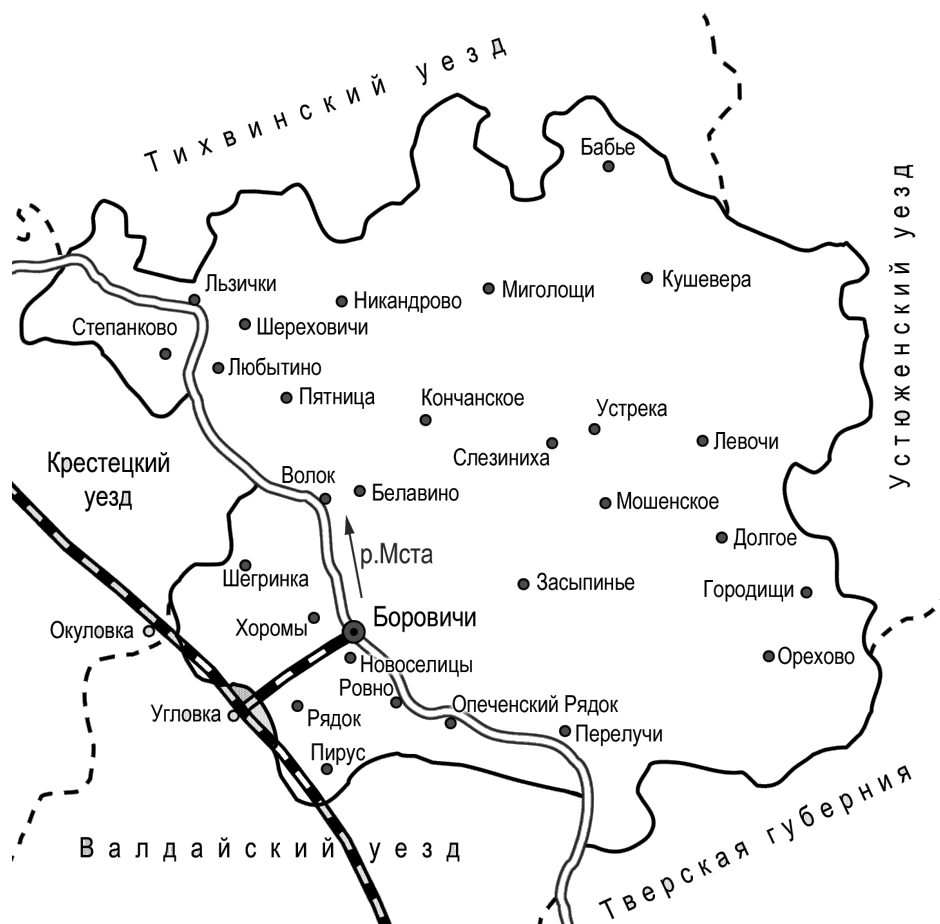 Тихвинский уезд
Бабье
Устюженский уезд
Льзички
Никандрово
Миголощи
Кушевера
Степанково
Шереховичи
Любытино
Пятница
Кончанское
Устрека
Слезиниха
Левочи
Крестецкий
уезд
Волок
Белавино
Мошенское
Долгое
р.Мста
Шегринка
Засыпинье
Городищи
Окуловка
Хоромы
Боровичи
Новоселицы
Орехово
Ровно
Угловка
Рядок
Опеченский Рядок
Перелучи
Пирус
Валдайский уезд
Тверская губерния